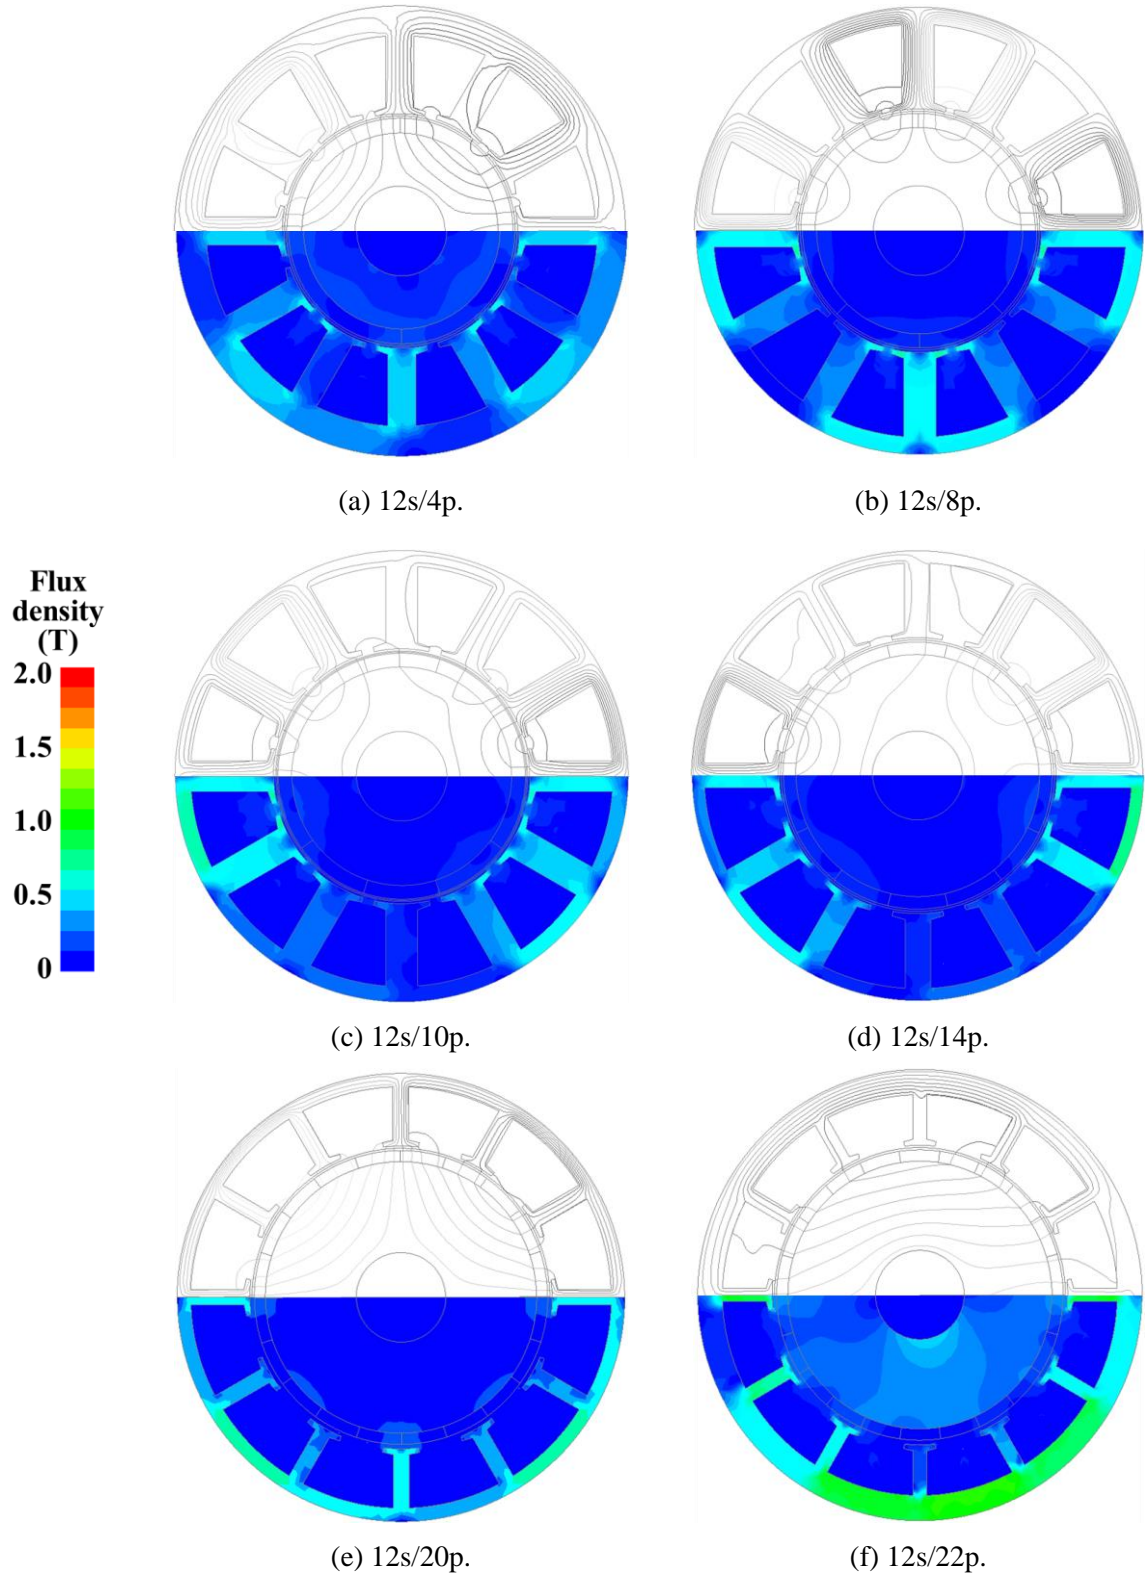 (a) 12s/4p.
(b) 12s/8p.
Flux
density
(T)
2.0
1.5
1.0
0.5
0
(c) 12s/10p.
(d) 12s/14p.
(e) 12s/20p.
(f) 12s/22p.